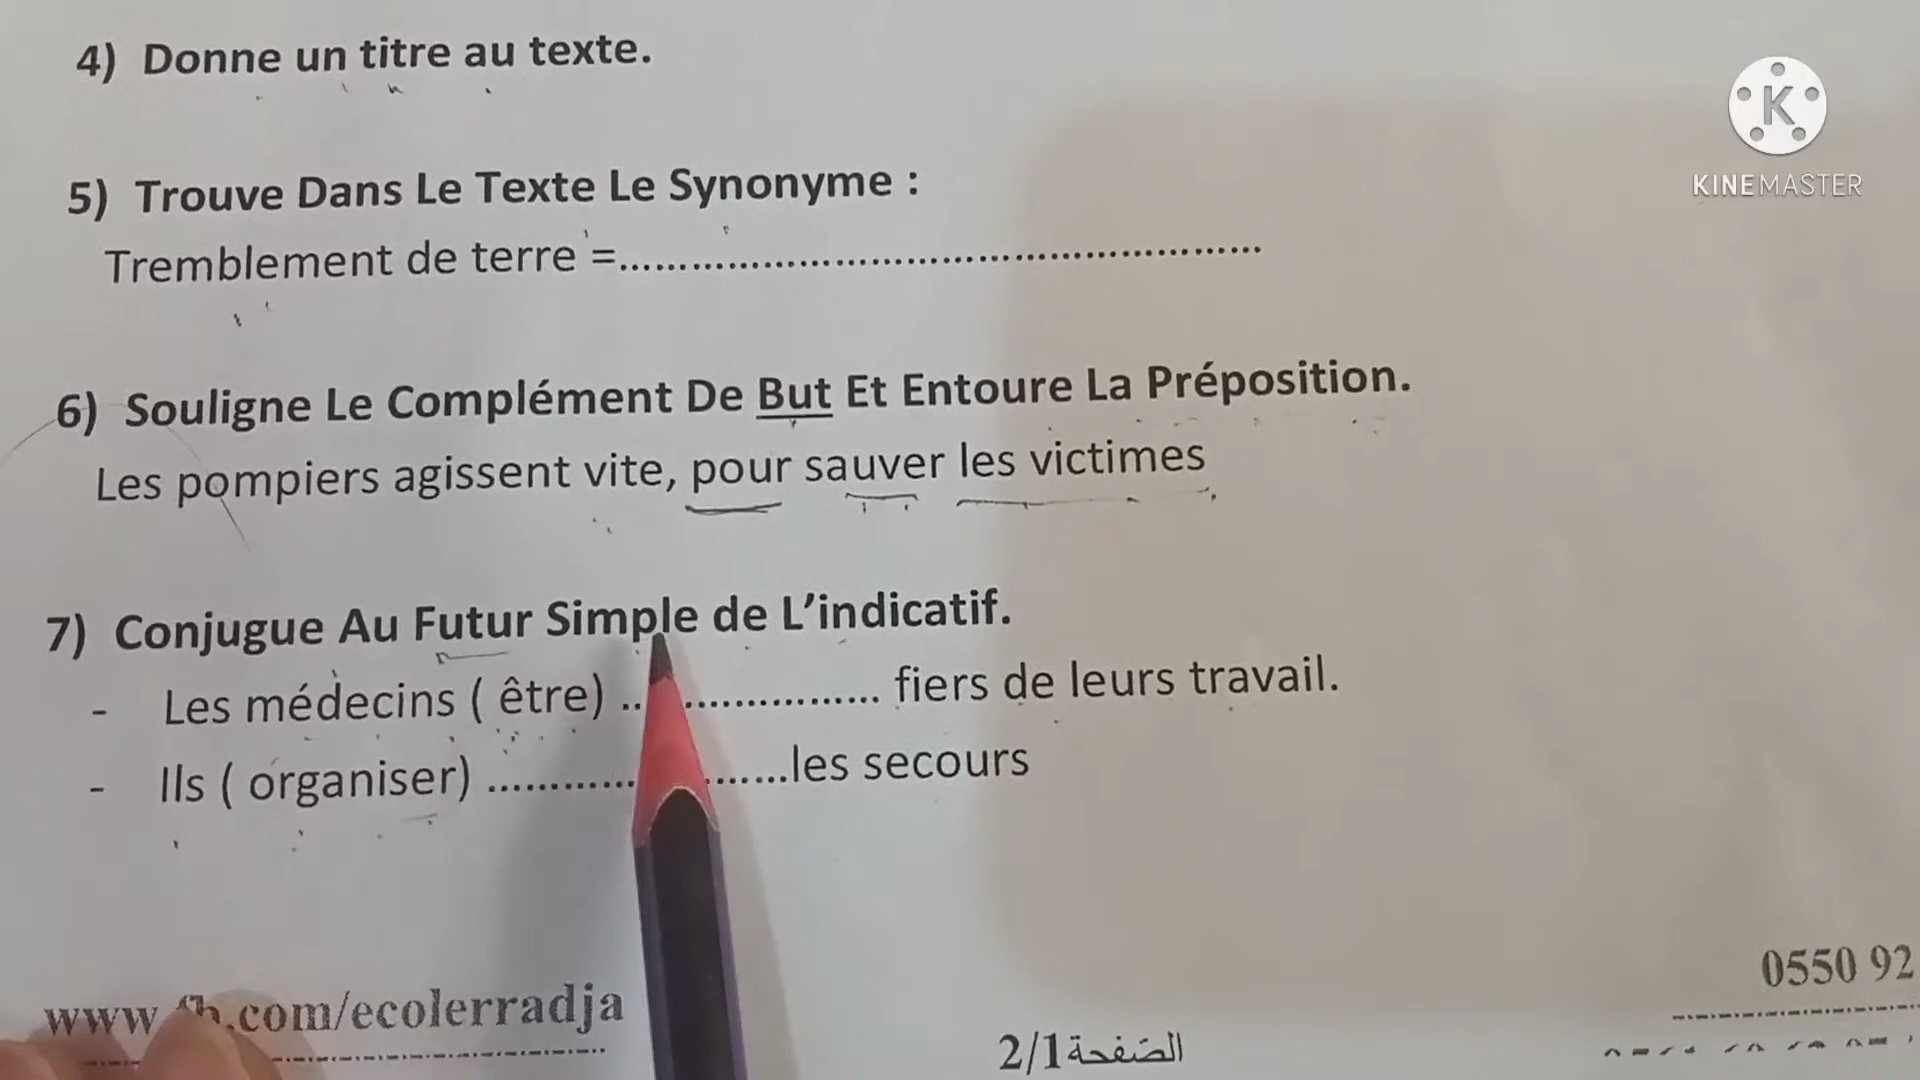 4) Donne un titre au texte.
KINEMASTER
5) Trouve Dans Le Texte Le Synonyme :
Tremblement de terre =......................................................
6) Souligne Le Complément De But Et Entoure La Préposition.
Les pompiers agissent vite, pour sauver les victimes
7) Conjugue Au Futur Simple de L'indicatif.
- Les médecins ( être) .................... fiers de leurs travail.
- Ils ( organiser) .........................les secours
0550 92
www.fb.com/ecolerradja
الصفحة 2/1